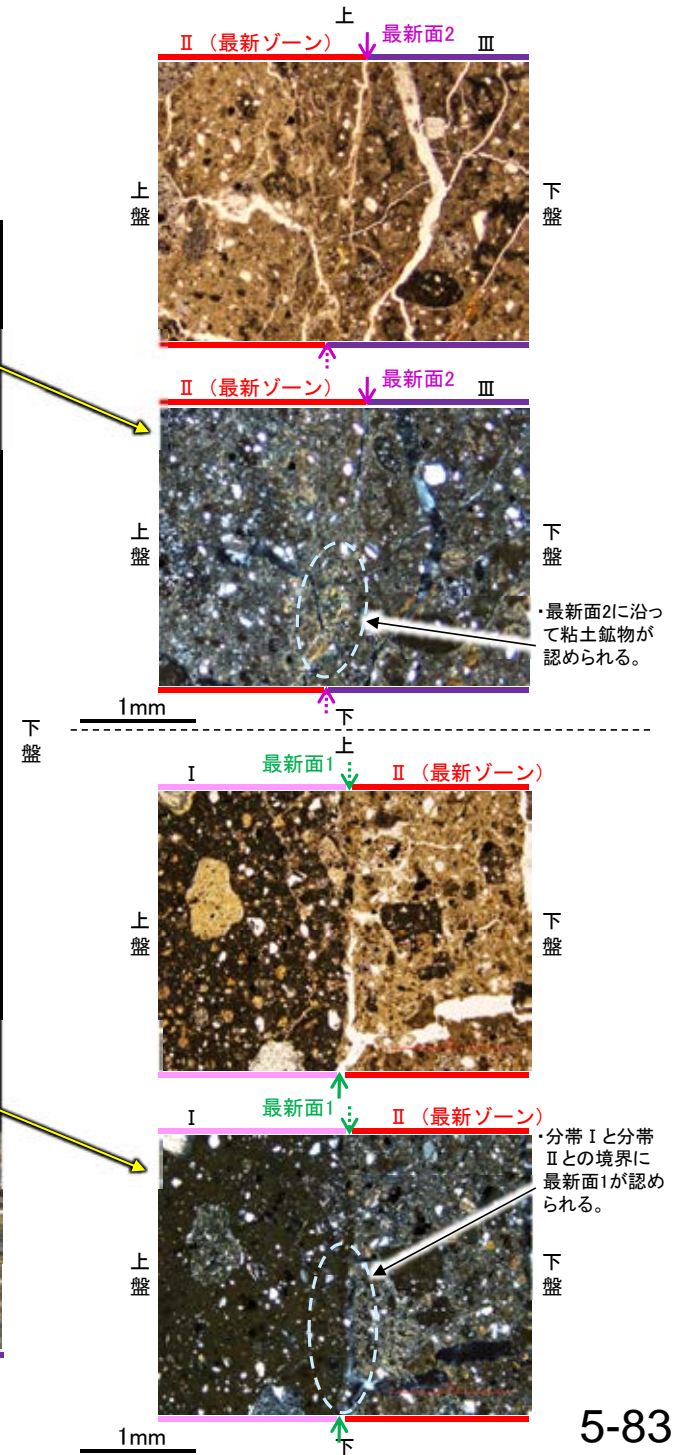 上
Ⅱ（最新ゾーン） 最新面2 Ⅲ
上盤
下盤
Ⅱ（最新ゾーン） 最新面2 Ⅲ
上盤
下盤
・最新面2に沿っ
て粘土鉱物が
認められる。
1mm
下
下盤
上
Ⅰ 最新面1 Ⅱ（最新ゾーン）
上盤
下盤
Ⅰ 最新面1 Ⅱ（最新ゾーン）
・分帯Ⅰと分帯
Ⅱとの境界に
最新面1が認め
られる。
上盤
下盤
1mm
下
5-83